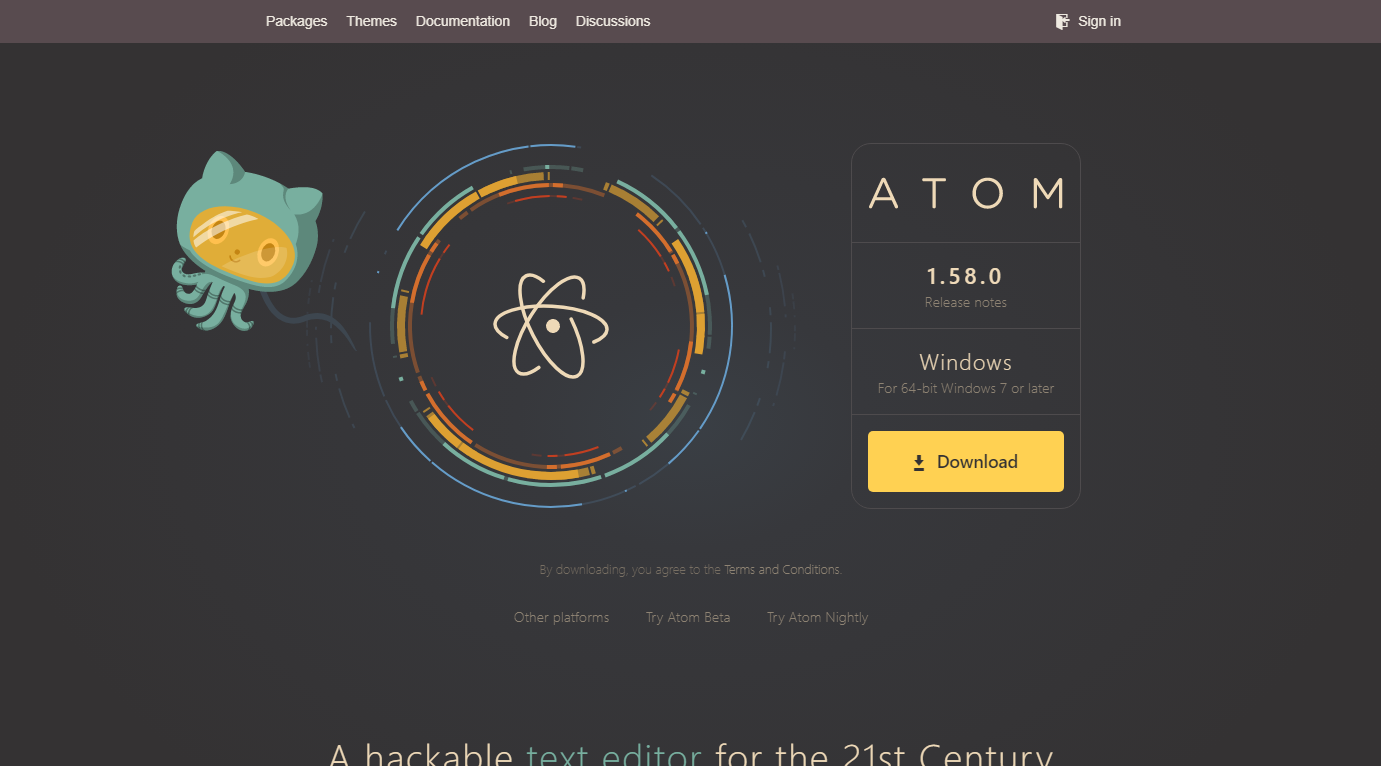 Packages Themes Documentation Blog Discussions Sign in
ATOM
1.58.0
Release notes
Windows
For 64-bit Windows 7 or later
Download
By downloading, you agree to the Terms and Conditions.
Other platforms Try Atom Beta Try Atom Nightly
A hackable text editor for the 21st Century